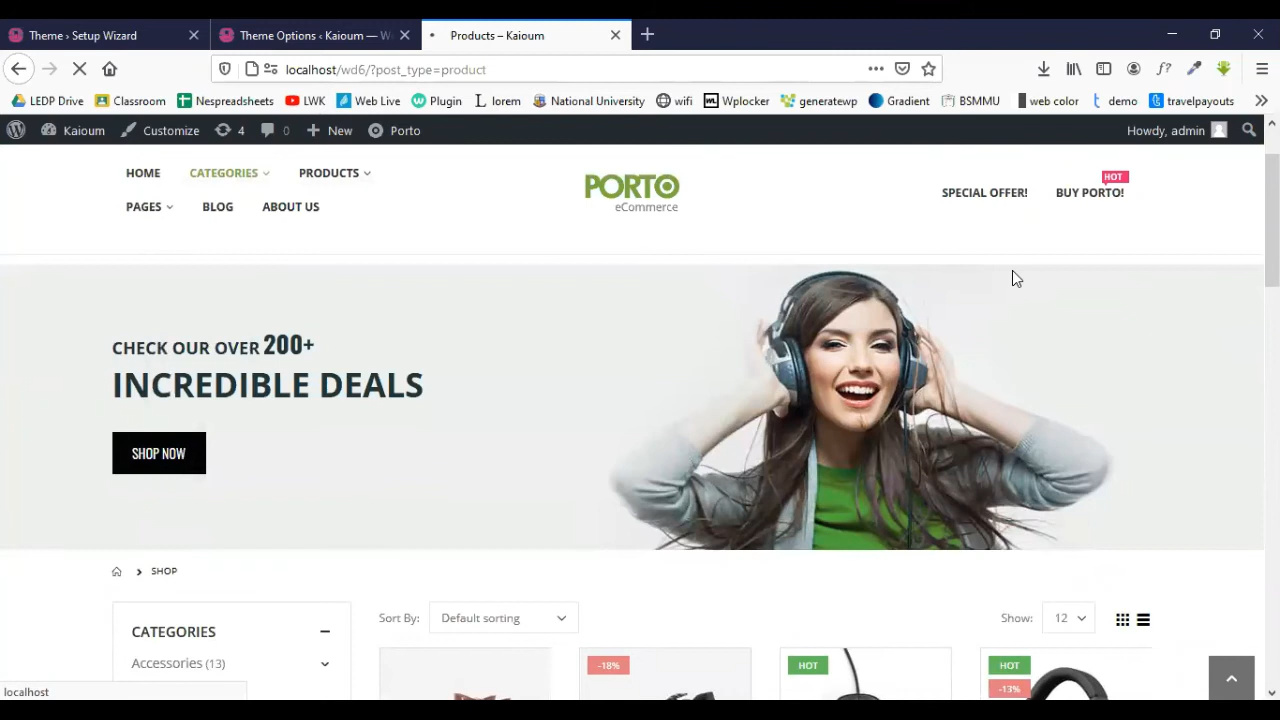 Theme › Setup Wizard
Theme Options ‹ Kaioum — W
Products – Kaioum
localhost/wd6/?post_type=product
LEDP Drive
Classroom
Nespreadsheets
LWK
Web Live
Plugin
lorem
National University
wifi
Wplocker
generatewp
Gradient
BSMMU
web color
demo
travelpayouts
Kaioum
Customize
4
0
New
Porto
Howdy, admin
HOME
CATEGORIES
PRODUCTS
PAGES
BLOG
ABOUT US
PORTO
eCommerce
SPECIAL OFFER!
HOT
BUY PORTO!
CHECK OUR OVER 200+
INCREDIBLE DEALS
SHOP NOW
SHOP
CATEGORIES
Accessories (13)
Sort By:
Default sorting
Show:
12
-18%
HOT
HOT
-13%
localhost